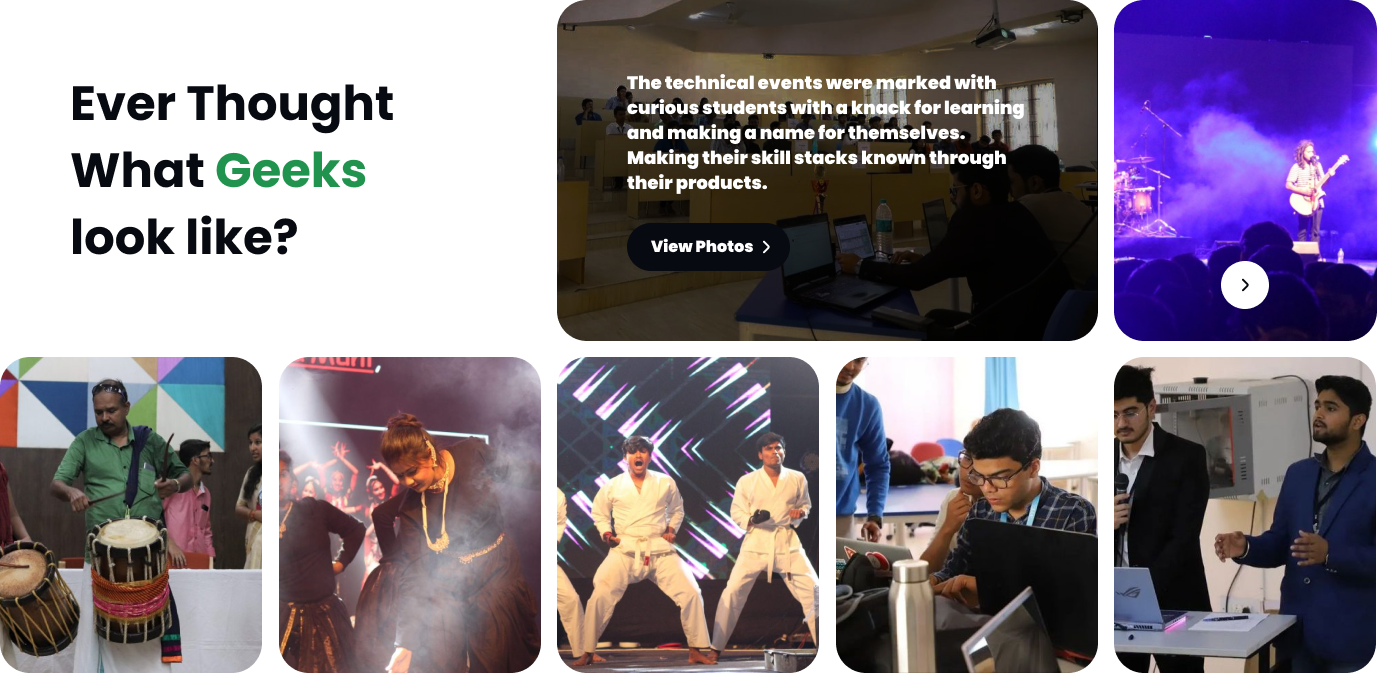 Ever Thought
What Geeks
look like?
The technical events were marked with
curious students with a knack for learning
and making a name for themselves.
Making their skill stacks known through
their products.
View Photos